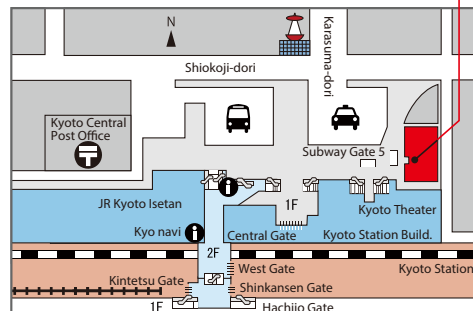 N
Karasuma-dori
Shiokoji-dori
Kyoto Central
Post Office
Subway Gate 5
JR Kyoto Isetan
1F
Kyoto Theater
Kyo navi
2F
Central Gate
Kyoto Station Build.
West Gate
Kyoto Station
Kintetsu Gate
Shinkansen Gate
1F
Hachijo Gate